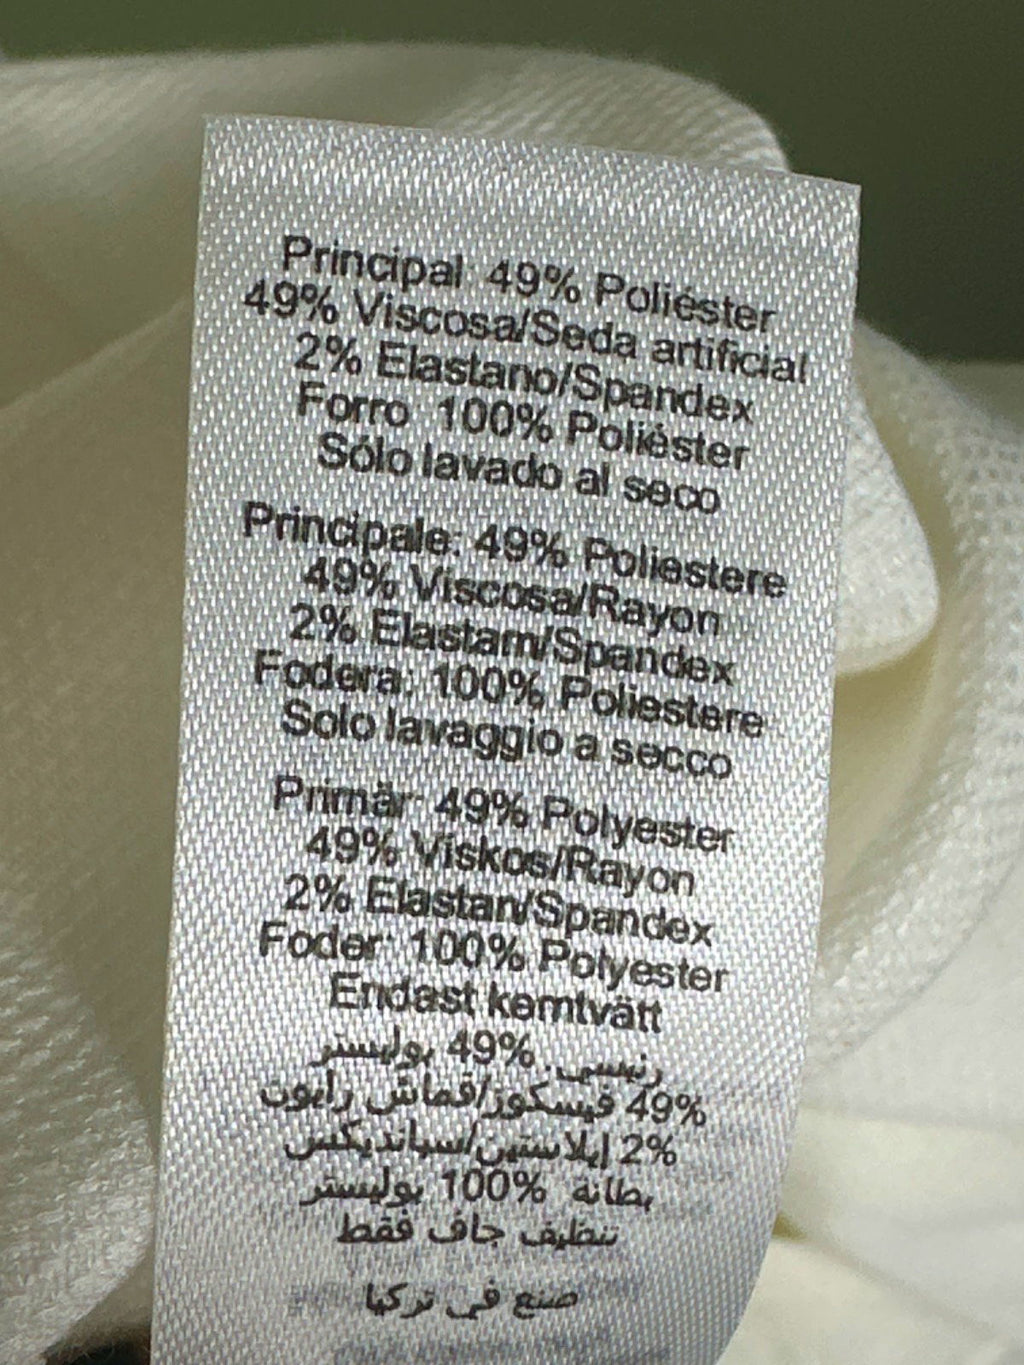 Principal: 49% Poliéster
49% Viscosa/Seda artificial
2% Elastano/Spandex
Forro 100% Poliéster
Sólo lavado al seco
Principale: 49% Poliestere
49% Viscosa/Rayon
2% Elastam/Spandex
Fodera: 100% Poliestere
Solo lavaggio a secco
Primär: 49% Polyester
49% Viskos/Rayon
2% Elastan/Spandex
Foder: 100% Polyester
Endast kemtvätt
رئيسي: 49% بوليستر
49% فيسكوز/قماش رايون
2% إيلاستين/سباندیکس
بطانة 100% بوليستر
تنظيف جاف فقط
صنع في تركيا